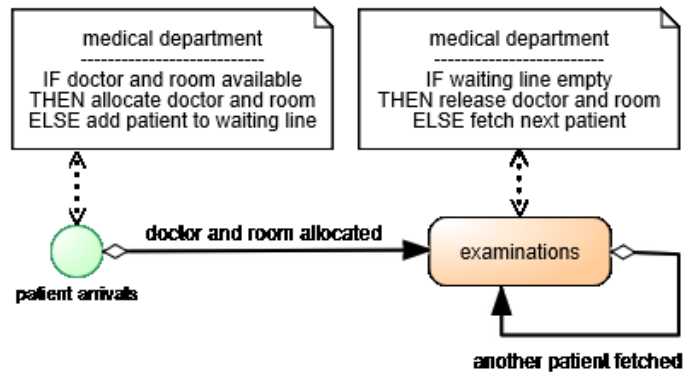 medical department
---------------------------
IF doctor and room available
THEN allocate doctor and room
ELSE add patient to waiting line
medical department
---------------------------
IF waiting line empty
THEN release doctor and room
ELSE fetch next patient
doctor and room allocated
examinations
patient arrivals
another patient fetched